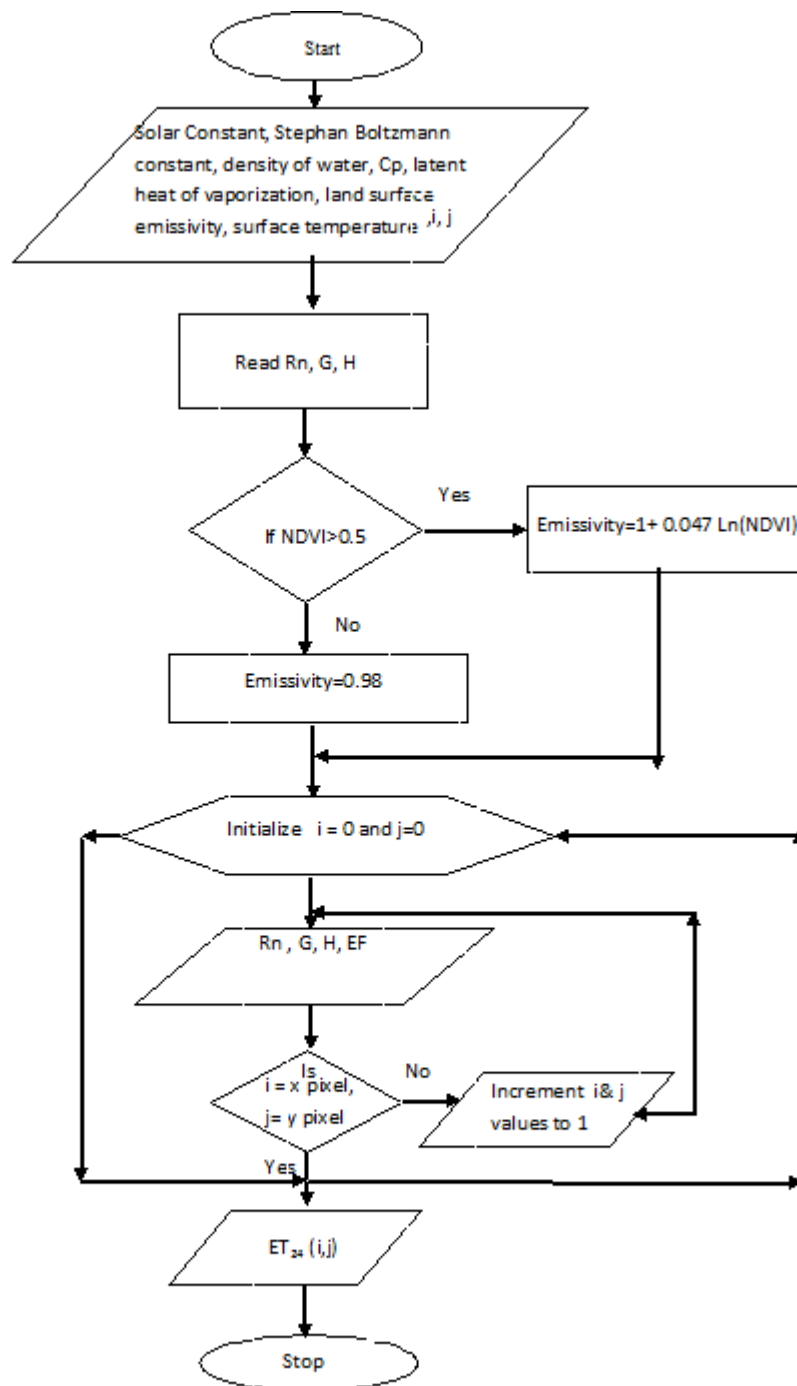 Start
Solar Constant, Stephan Boltzmann
constant, density of water, Cp, latent
heat of vaporization, land surface
emissivity, surface temperature ,i, j
Read Rn, G, H
If NDVI>0.5
Yes
Emissivity=1+ 0.047 Ln(NDVI)
No
Emissivity=0.98
Initialize i = 0 and j=0
Rn , G, H, EF
Is
i = x pixel,
j= y pixel
No
Increment i& j
values to 1
Yes
ET₂₄ (i,j)
Stop